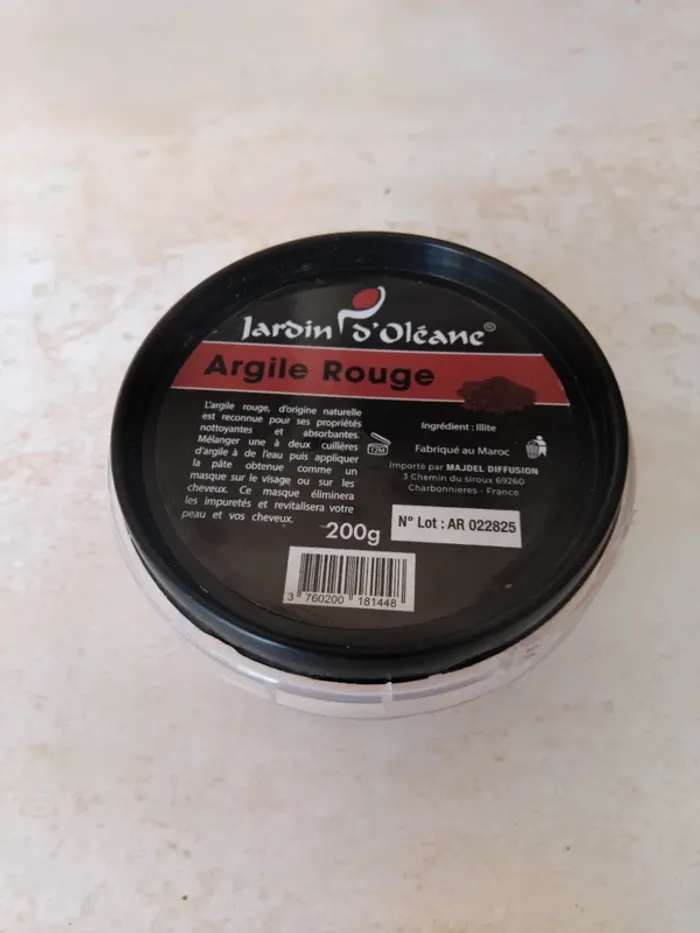 Jardin d'Oléane®
Argile Rouge
L'argile rouge, d'origine naturelle
est reconnue pour ses propriétés
nottoyantes et absorbantes.
Mélanger une à deux cuillères
d'argile à de l'eau puis appliquer
la pâte obtenue comme un
masque sur le visage ou sur les
cheveux. Ce masque éliminera
les impuretés et revitalisera votre
peau et vos cheveux.
200g
12M
Ingrédient : Illite
Fabriqué au Maroc
Importé par MAJDEL DIFFUSION
3 Chemin du siroux 69260
Charbonnieres - France
N° Lot : AR 022825
3 760200 181448